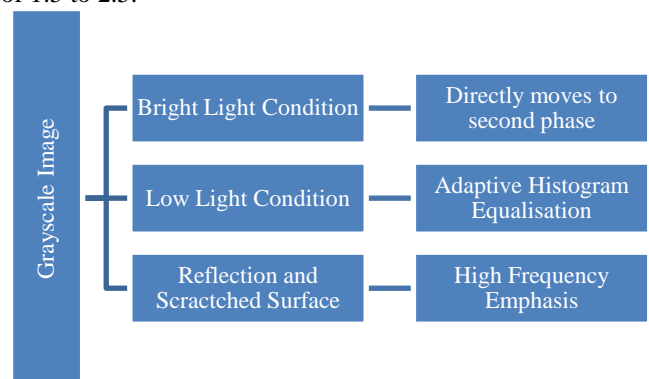 of 1.5 to 2.5.
Grayscale Image
Bright Light Condition
Directly moves to
second phase
Low Light Condition
Adaptive Histogram
Equalisation
Reflection and
Scractched Surface
High Frequency
Emphasis